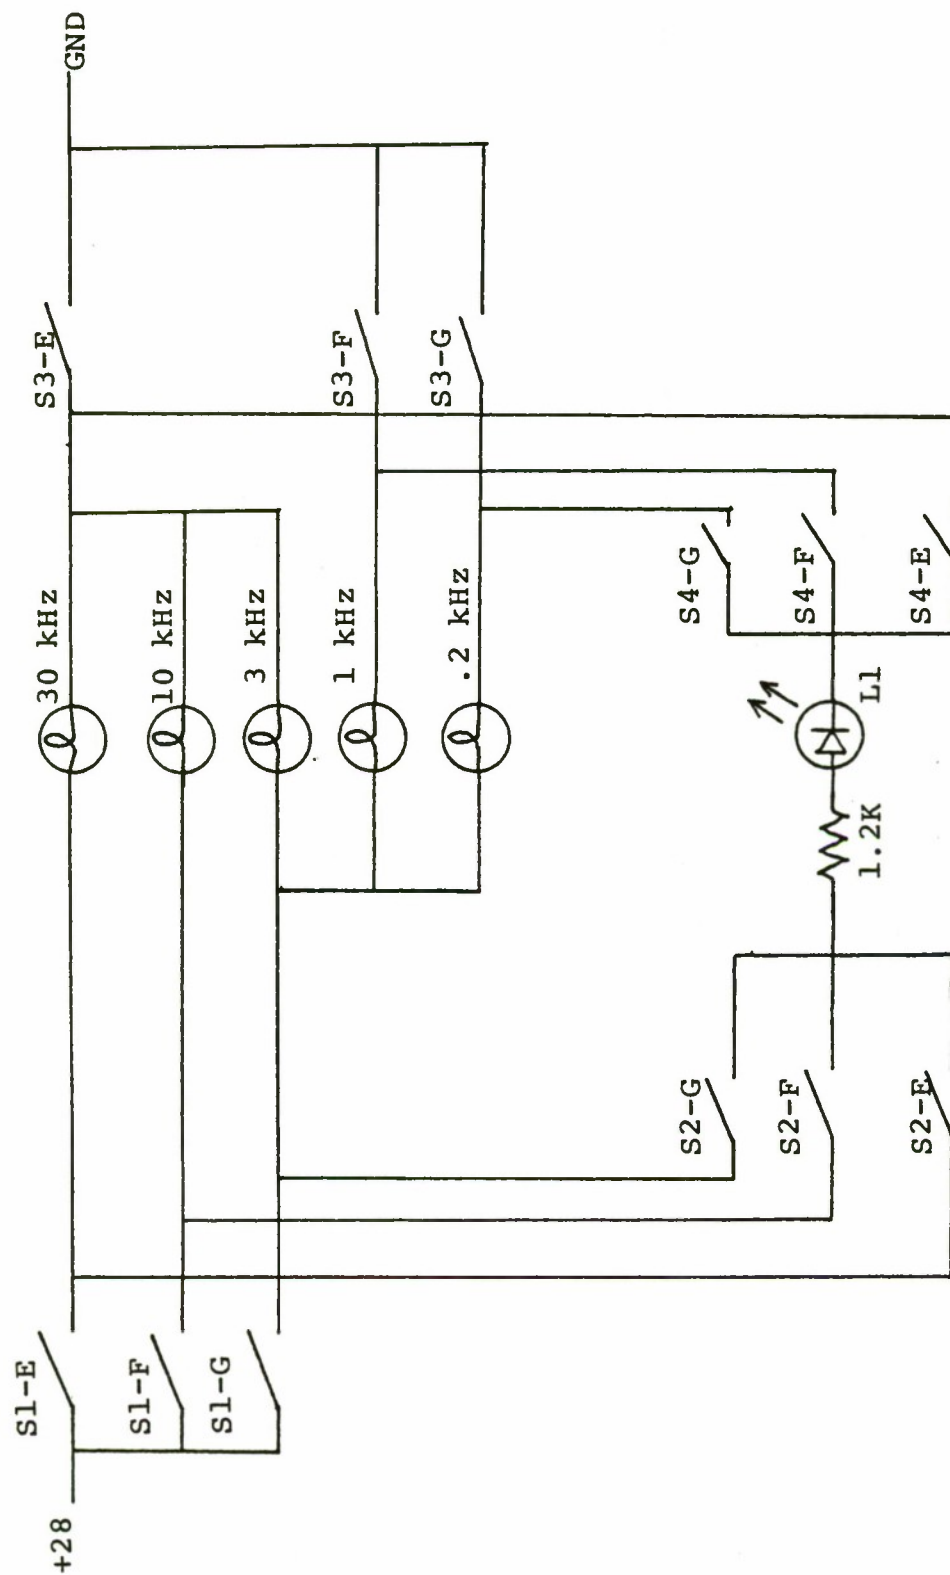 +28
S1-E
S1-F
S1-G
30 kHz
10 kHz
3 kHz
1 kHz
.2 kHz
S3-E
S3-F
S3-G
GND
S2-G
S2-F
S2-E
1.2K
L1
S4-G
S4-F
S4-E